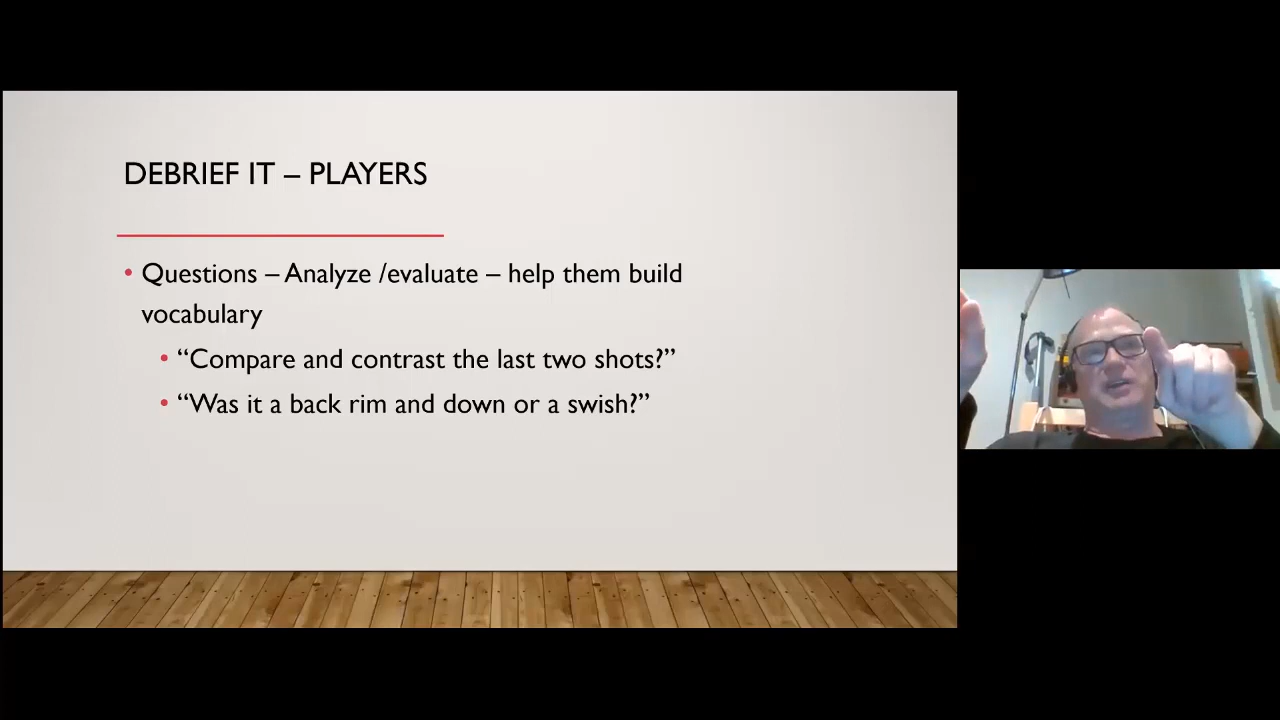 DEBRIEF IT – PLAYERS
• Questions – Analyze /evaluate – help them build
vocabulary
• “Compare and contrast the last two shots?”
• “Was it a back rim and down or a swish?”